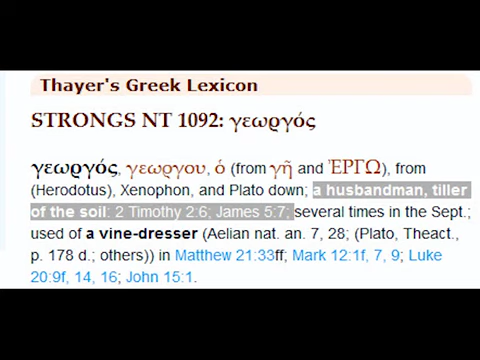 Thayer's Greek Lexicon
STRONGS NT 1092: γεωργός
γεωργός, γεωργου, ὁ (from γῆ and ἘΡΓΩ), from
(Herodotus), Xenophon, and Plato down; a husbandman, tiller
of the soil: 2 Timothy 2:6; James 5:7; several times in the Sept.;
used of a vine-dresser (Aelian nat. an. 7, 28; (Plato, Theact.,
p. 178 d.; others)) in Matthew 21:33ff; Mark 12:1f, 7, 9; Luke
20:9f, 14, 16; John 15:1.